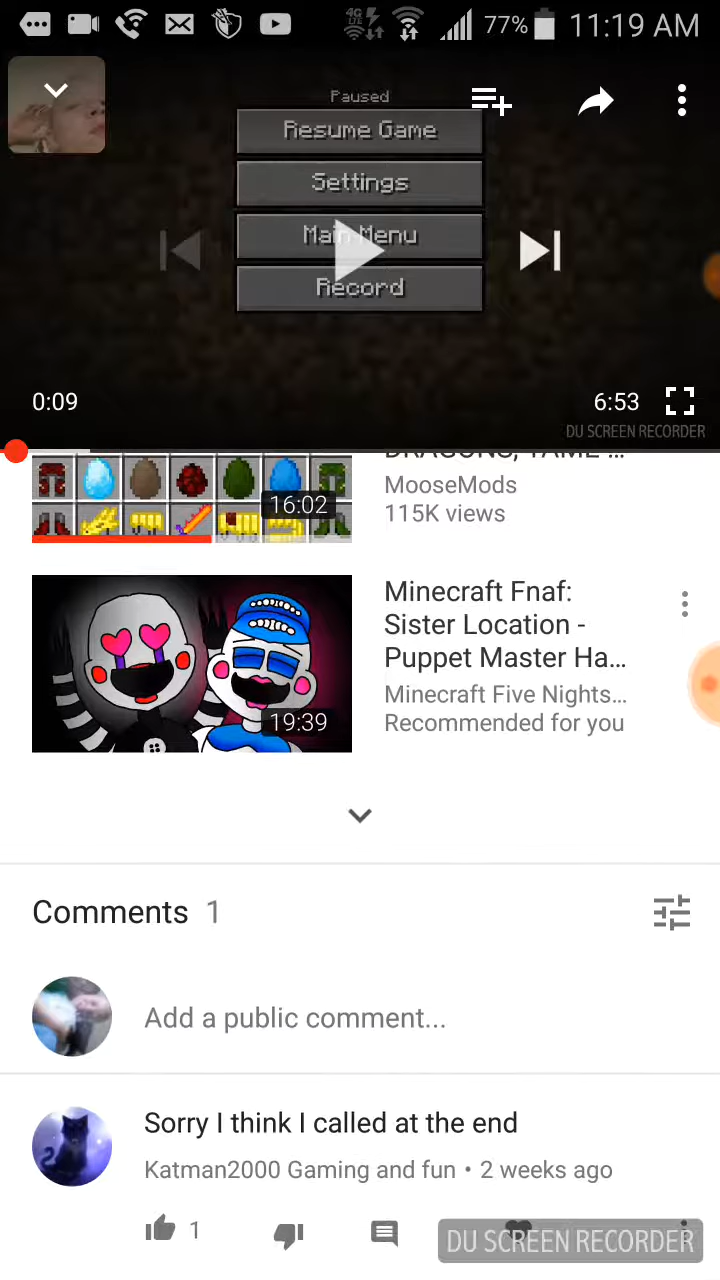 4G LTE 77% 11:19 AM
Paused
Resume Game
Settings
Main Menu
Record
0:09 6:53
DU SCREEN RECORDER
DRAGONS, TAME ...
MooseMods
115K views
16:02
Minecraft Fnaf:
Sister Location -
Puppet Master Ha...
Minecraft Five Nights...
Recommended for you
19:39
Comments 1
Add a public comment...
Sorry I think I called at the end
Katman2000 Gaming and fun • 2 weeks ago
1
DU SCREEN RECORDER